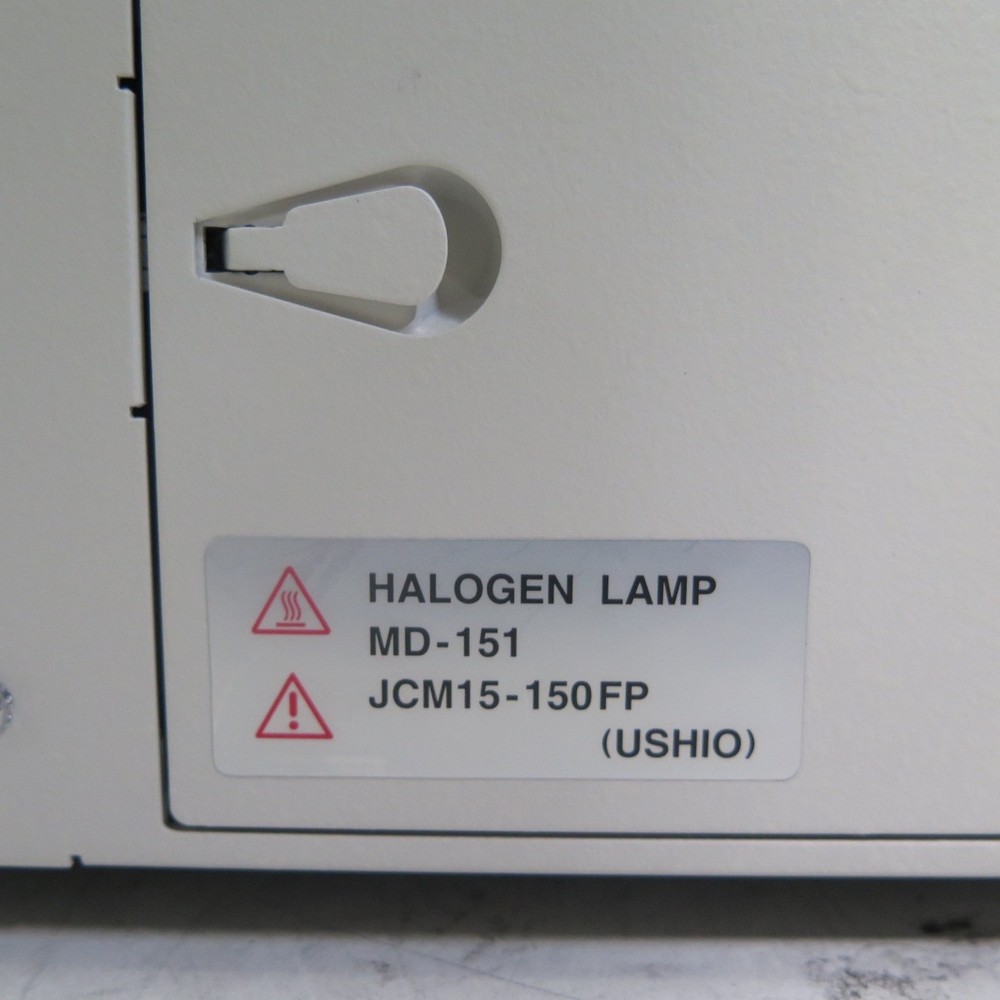 HALOGEN LAMP
MD-151
JCM15-150FP
(USHIO)